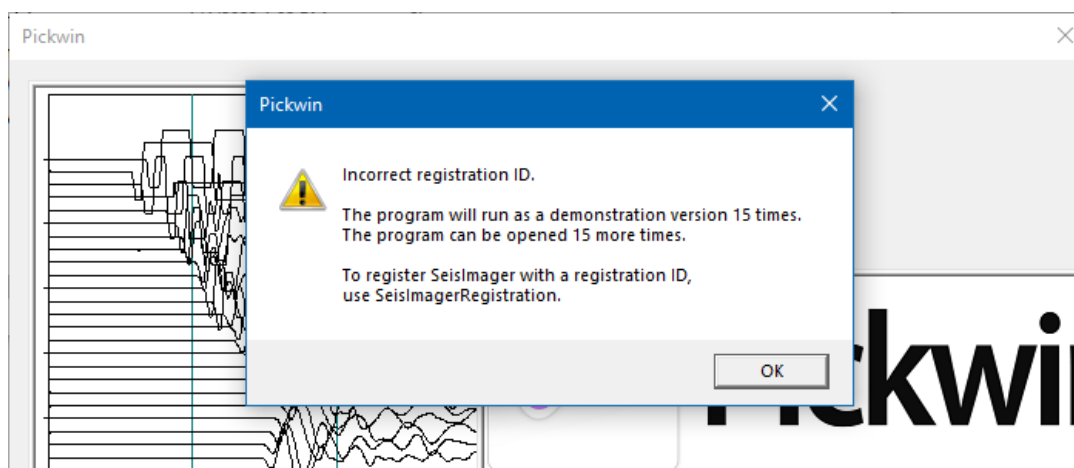 Pickwin
Pickwin
Incorrect registration ID.
The program will run as a demonstration version 15 times.
The program can be opened 15 more times.
To register SeisImager with a registration ID,
use SeisImagerRegistration.
OK